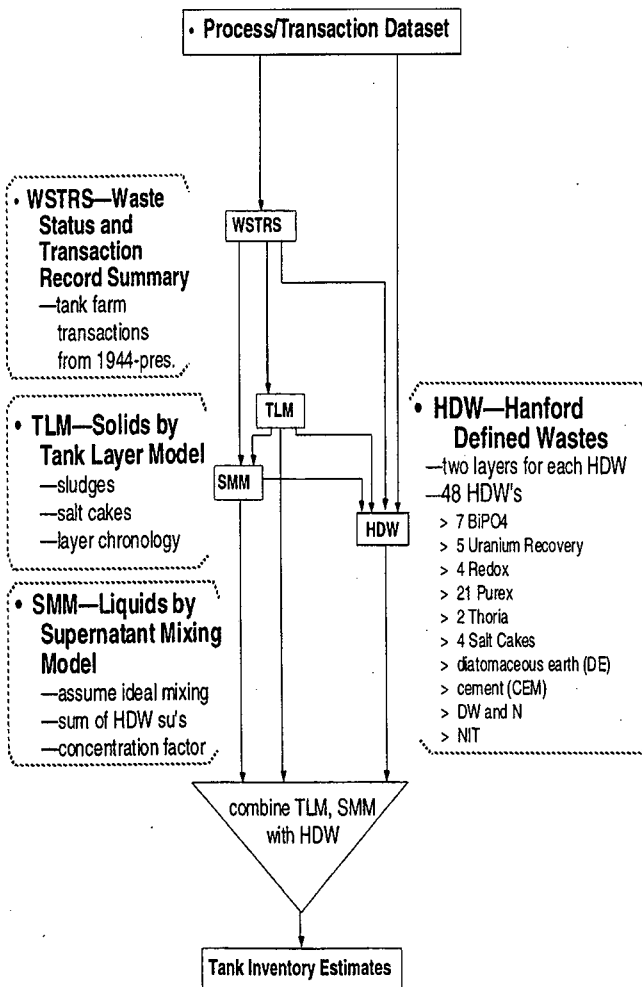 • Process/Transaction Dataset
• WSTRS—Waste
Status and
Transaction
Record Summary
—tank farm
transactions
from 1944-pres.
WSTRS
• TLM—Solids by
Tank Layer Model
—sludges
—salt cakes
—layer chronology
TLM
SMM
HDW
• SMM—Liquids by
Supernatant Mixing
Model
—assume ideal mixing
—sum of HDW su's
—concentration factor
• HDW—Hanford
Defined Wastes
—two layers for each HDW
—48 HDW's
> 7 BiPO4
> 5 Uranium Recovery
> 4 Redox
> 21 Purex
> 2 Thoria
> 4 Salt Cakes
> diatomaceous earth (DE)
> cement (CEM)
> DW and N
> NIT
combine TLM, SMM
with HDW
Tank Inventory Estimates